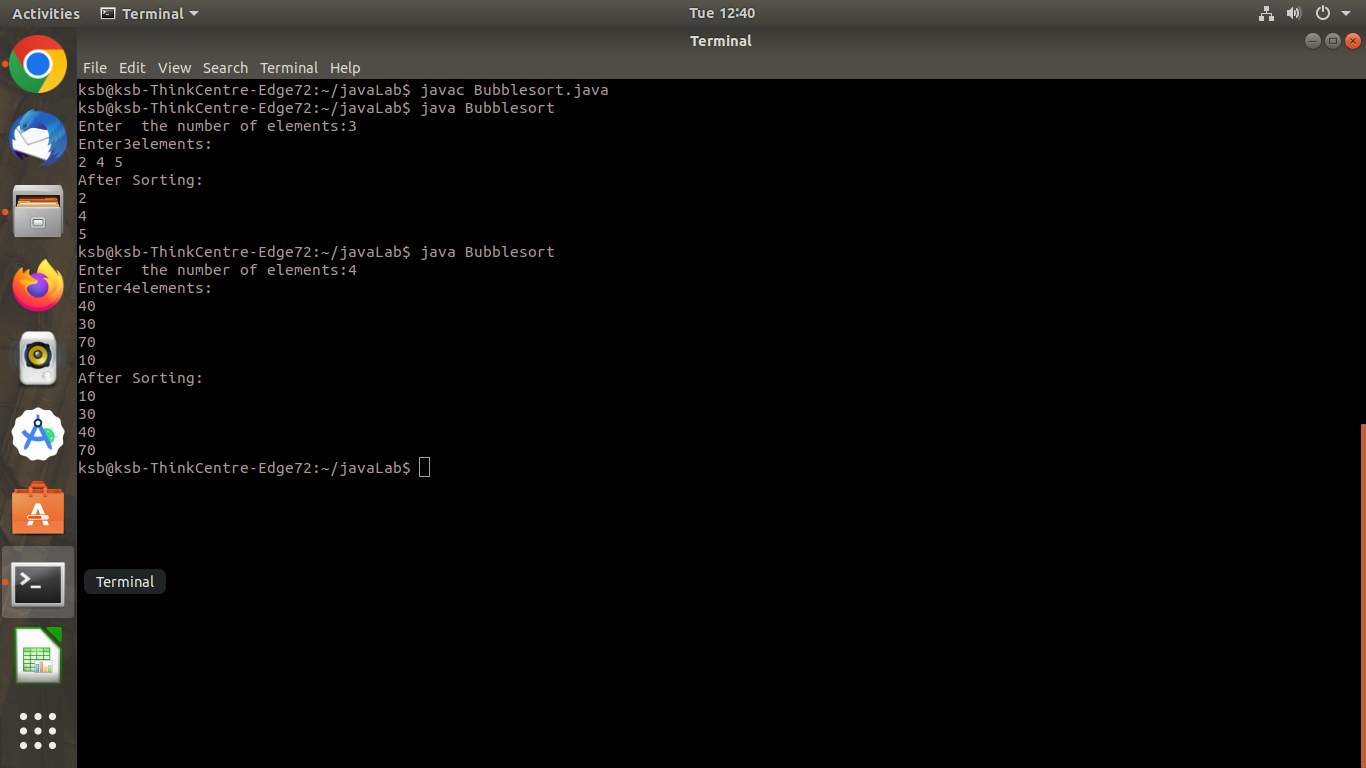 Activities Terminal Tue 12:40
Terminal
File Edit View Search Terminal Help
ksb@ksb-ThinkCentre-Edge72:~/javaLab$ javac Bubblesort.java
ksb@ksb-ThinkCentre-Edge72:~/javaLab$ java Bubblesort
Enter  the number of elements:3
Enter3elements:
2 4 5
After Sorting:
2
4
5
ksb@ksb-ThinkCentre-Edge72:~/javaLab$ java Bubblesort
Enter  the number of elements:4
Enter4elements:
40
30
70
10
After Sorting:
10
30
40
70
ksb@ksb-ThinkCentre-Edge72:~/javaLab$
Terminal